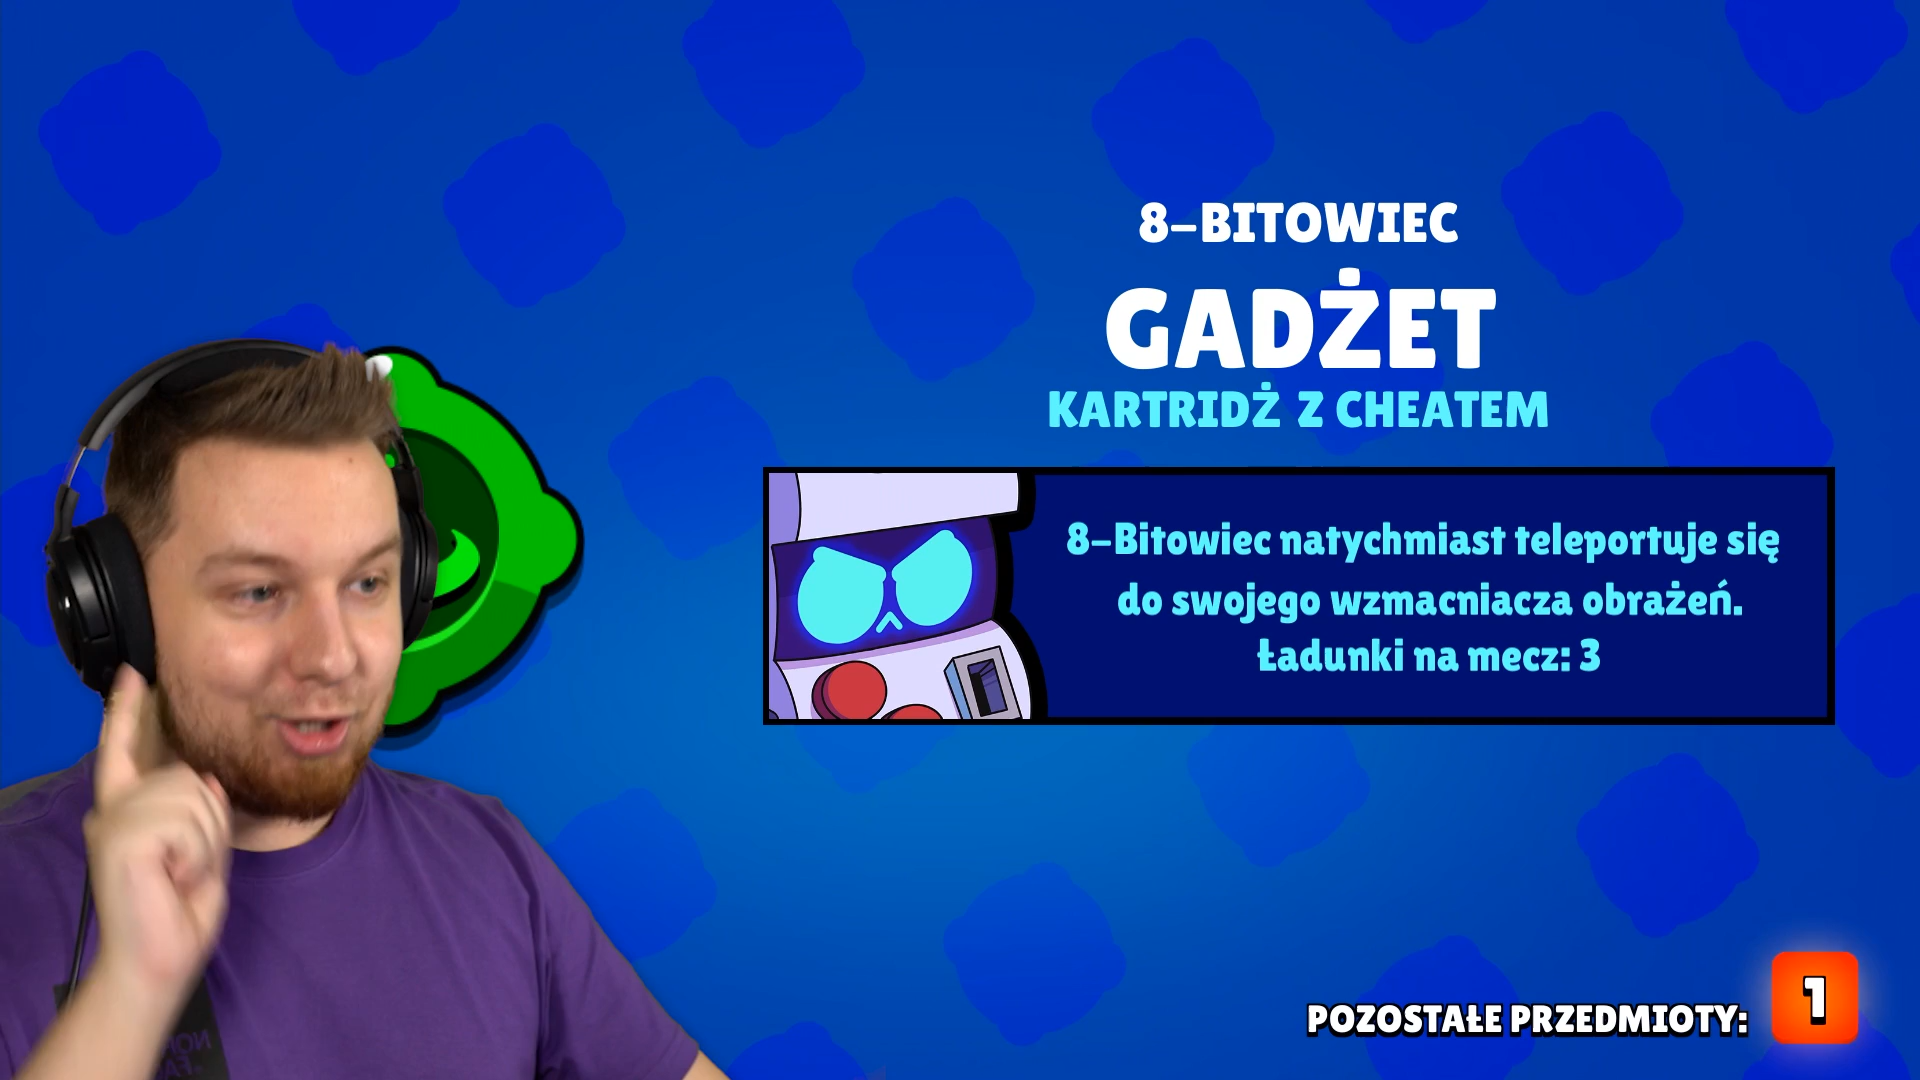 8-BITOWIEC
GADŻET
KARTRIDŻ Z CHEATEM
8-Bitowiec natychmiast teleportuje się
do swojego wzmacniacza obrażeń.
Ładunki na mecz: 3
POZOSTAŁE PRZEDMIOTY: 1